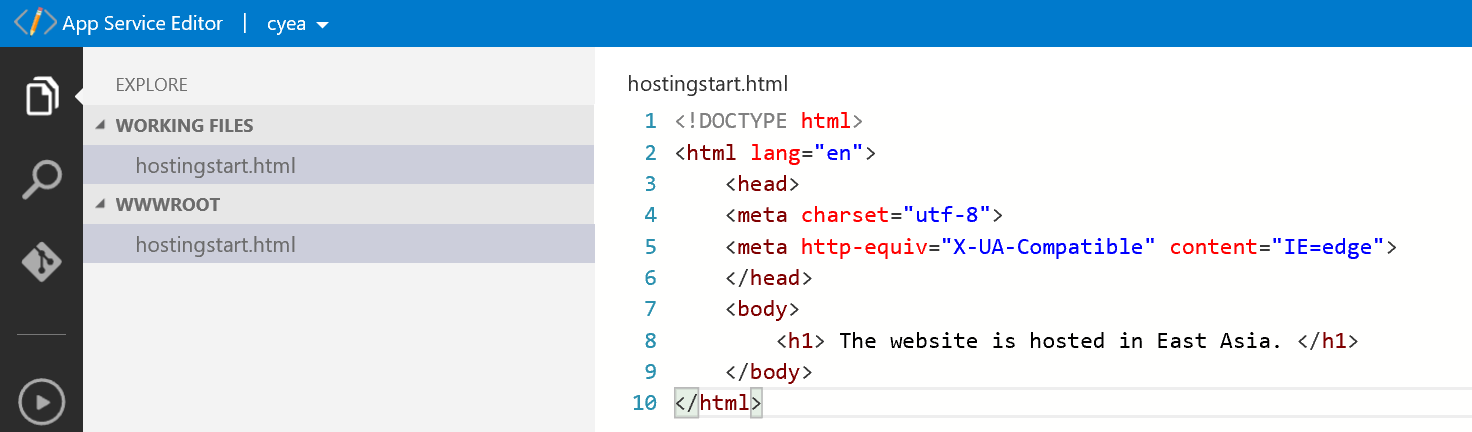 App Service Editor | cyea
EXPLORE
WORKING FILES
hostingstart.html
WWWROOT
hostingstart.html
hostingstart.html
1 <!DOCTYPE html>
2 <html lang="en">
3     <head>
4     <meta charset="utf-8">
5     <meta http-equiv="X-UA-Compatible" content="IE=edge">
6     </head>
7     <body>
8         <h1> The website is hosted in East Asia. </h1>
9     </body>
10 </html>